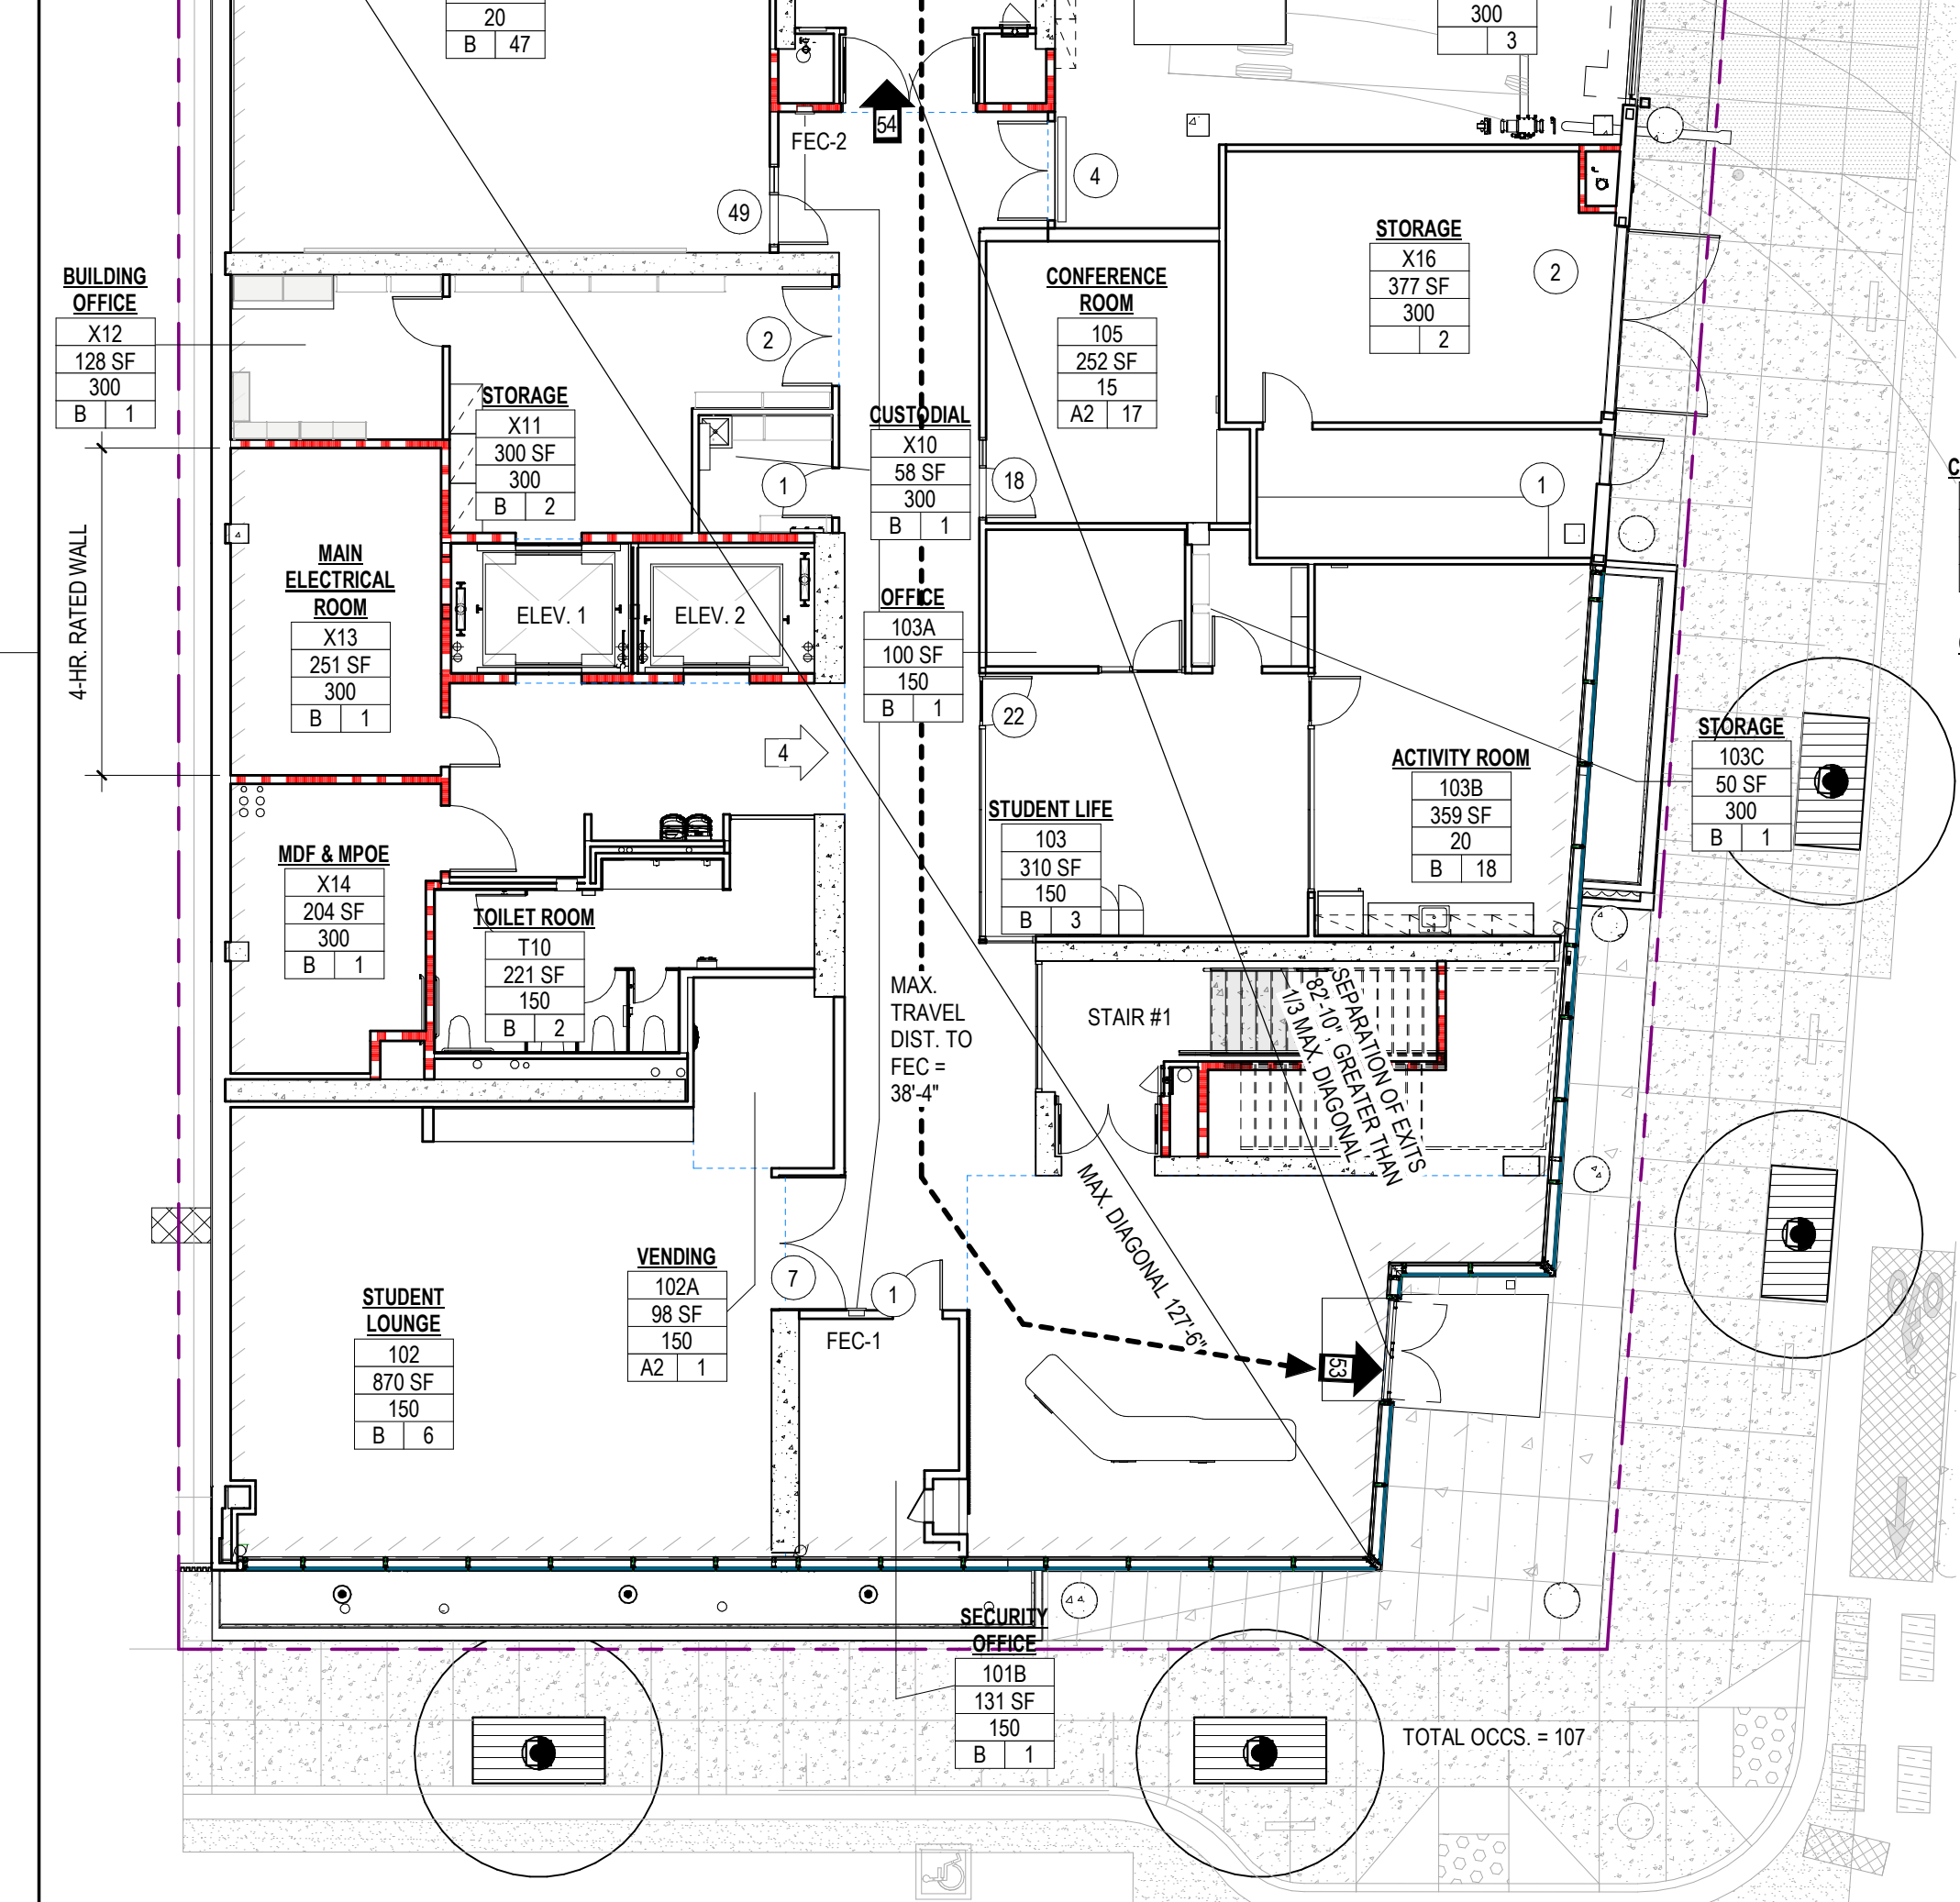 20
B 47
300
3
54
FEC-2
49
4
BUILDING
OFFICE
X12
128 SF
300
B 1
2
STORAGE
X11
300 SF
300
B 2
CUSTODIAL
X10
58 SF
300
B 1
1
CONFERENCE
ROOM
105
252 SF
15
A2 17
18
STORAGE
X16
377 SF
300
2
2
1
C
4-HR. RATED WALL
MAIN
ELECTRICAL
ROOM
X13
251 SF
300
B 1
ELEV. 1
ELEV. 2
OFFICE
103A
100 SF
150
B 1
22
4
STORAGE
103C
50 SF
300
B 1
ACTIVITY ROOM
103B
359 SF
20
B 18
STUDENT LIFE
103
310 SF
150
B 3
MDF & MPOE
X14
204 SF
300
B 1
TOILET ROOM
T10
221 SF
150
B 2
MAX.
TRAVEL
DIST. TO
FEC =
38'-4"
STAIR #1
SEPARATION OF EXITS
82'-10", GREATER THAN
1/3 MAX. DIAGONAL
MAX. DIAGONAL 127'-6"
VENDING
102A
98 SF
150
A2 1
7
1
FEC-1
53
STUDENT
LOUNGE
102
870 SF
150
B 6
SECURITY
OFFICE
101B
131 SF
150
B 1
TOTAL OCCS. = 107